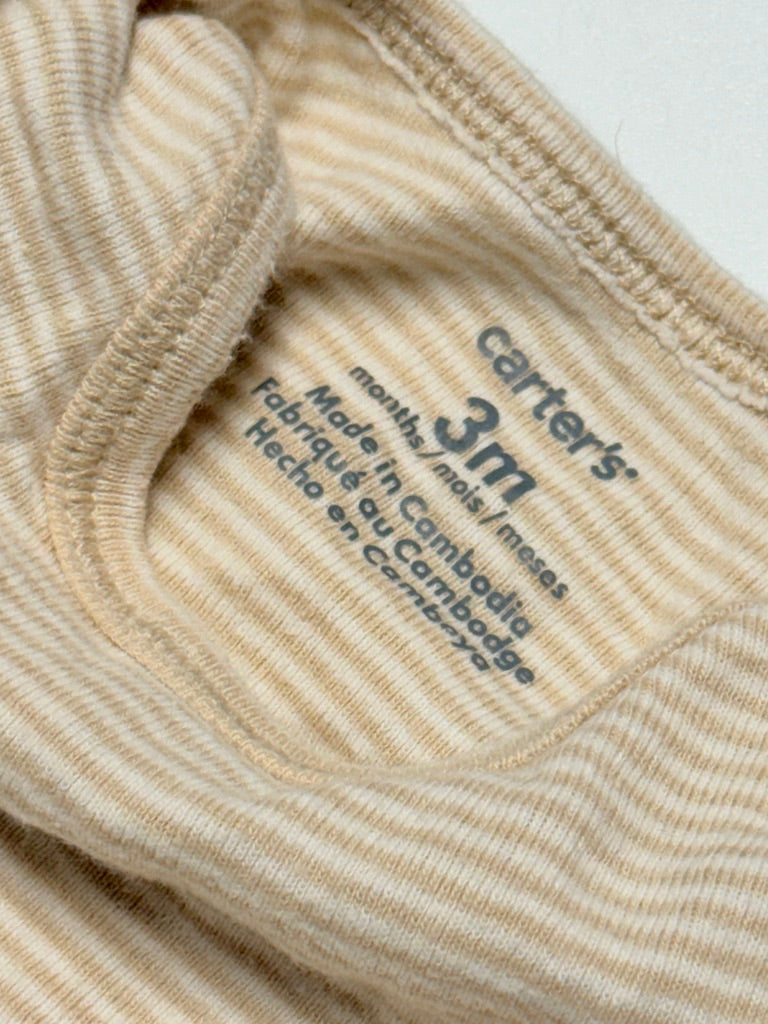 carter's
3m
months / mois / meses
Made in Cambodia
Fabriqué au Cambodge
Hecho en Camboya